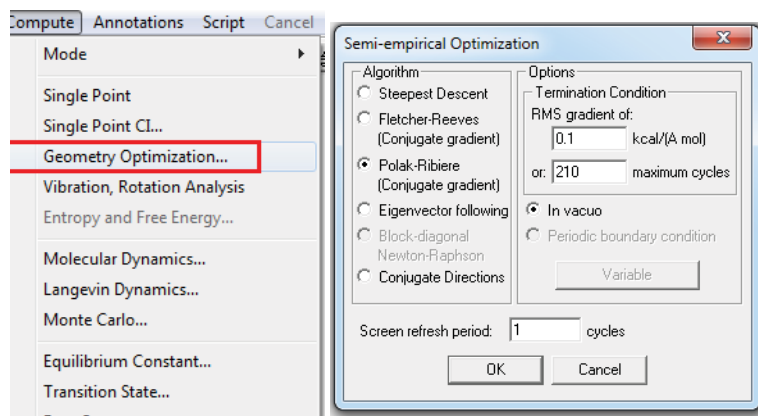 Compute Annotations Script Cancel
Mode
Single Point
Single Point CI...
Geometry Optimization...
Vibration, Rotation Analysis
Entropy and Free Energy...
Molecular Dynamics...
Langevin Dynamics...
Monte Carlo...
Equilibrium Constant...
Transition State...
Semi-empirical Optimization
Algorithm
Steepest Descent
Fletcher-Reeves
(Conjugate gradient)
Polak-Ribiere
(Conjugate gradient)
Eigenvector following
Block-diagonal
Newton-Raphson
Conjugate Directions
Options
Termination Condition
RMS gradient of:
0.1 kcal/(A mol)
or: 210 maximum cycles
In vacuo
Periodic boundary condition
Variable
Screen refresh period: 1 cycles
OK Cancel